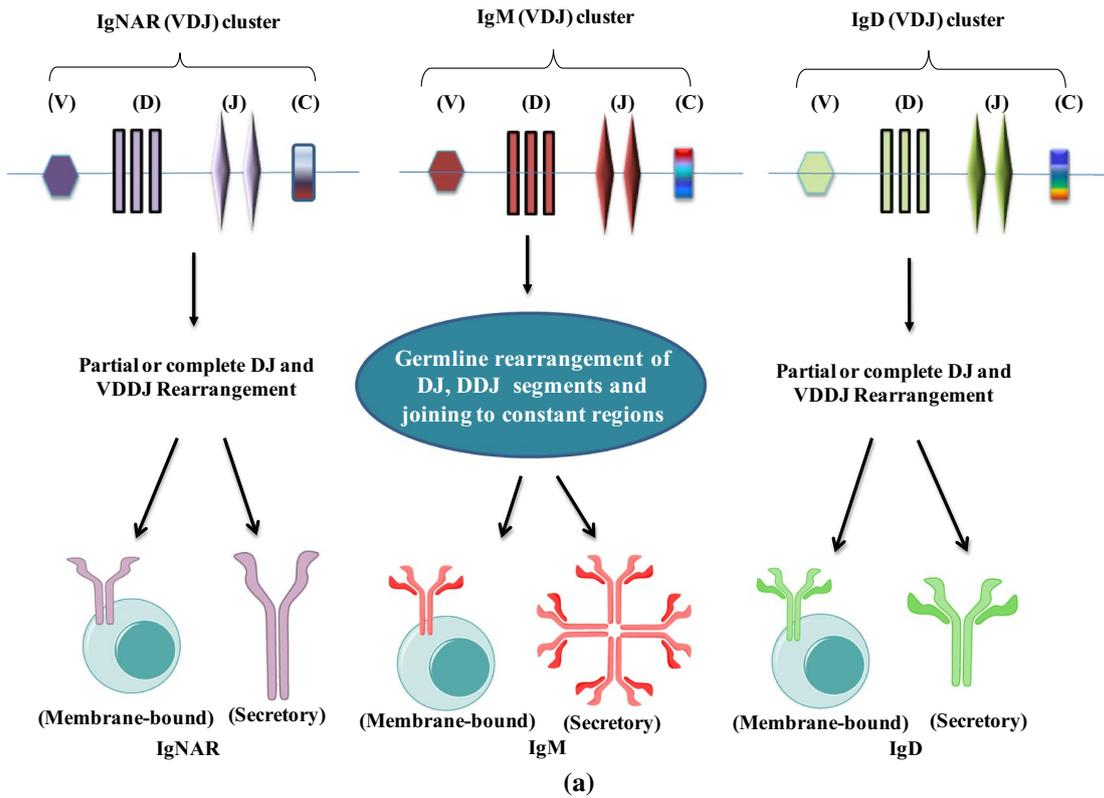 IgNAR (VDJ) cluster
IgM (VDJ) cluster
IgD (VDJ) cluster
(V) (D) (J) (C)
(V) (D) (J) (C)
(V) (D) (J) (C)
Partial or complete DJ and
VDDJ Rearrangement
Germline rearrangement of
DJ, DDJ segments and
joining to constant regions
Partial or complete DJ and
VDDJ Rearrangement
(Membrane-bound) (Secretory)
IgNAR
(Membrane-bound) (Secretory)
IgM
(Membrane-bound) (Secretory)
IgD
(a)